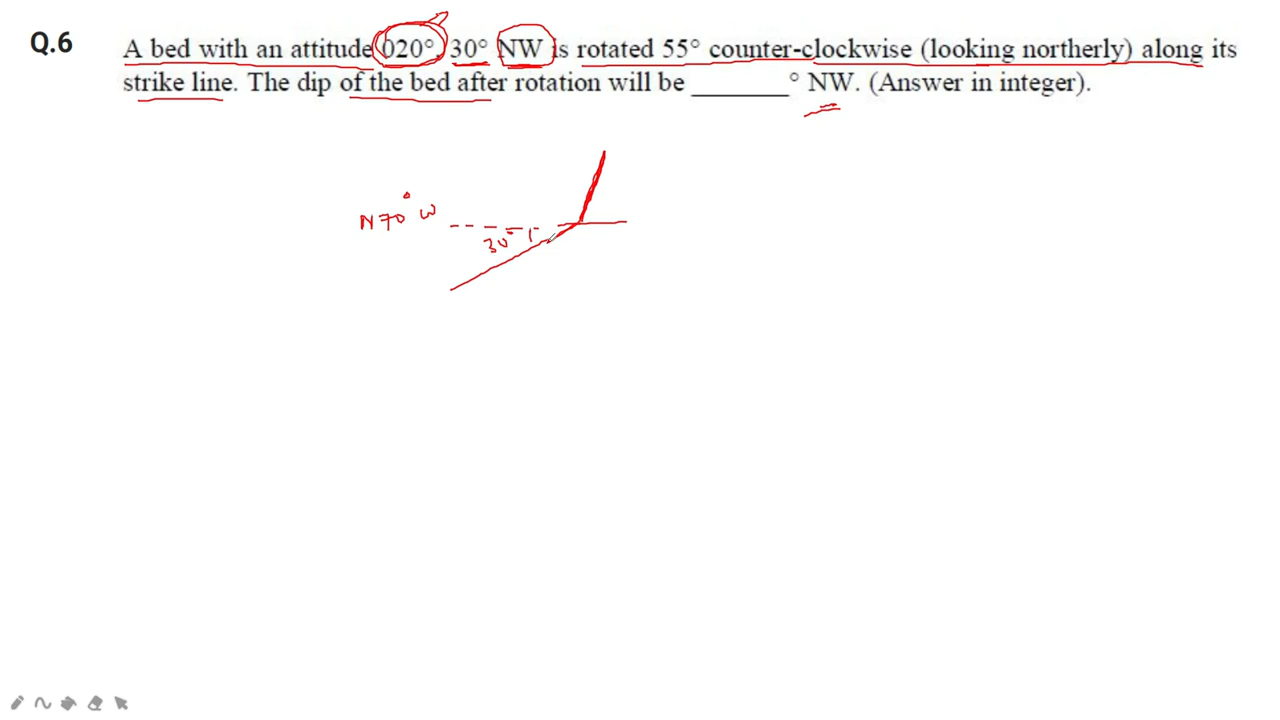 Q.6 A bed with an attitude 020°, 30° NW is rotated 55° counter-clockwise (looking northerly) along its
strike line. The dip of the bed after rotation will be ________° NW. (Answer in integer).
N70° W
30°